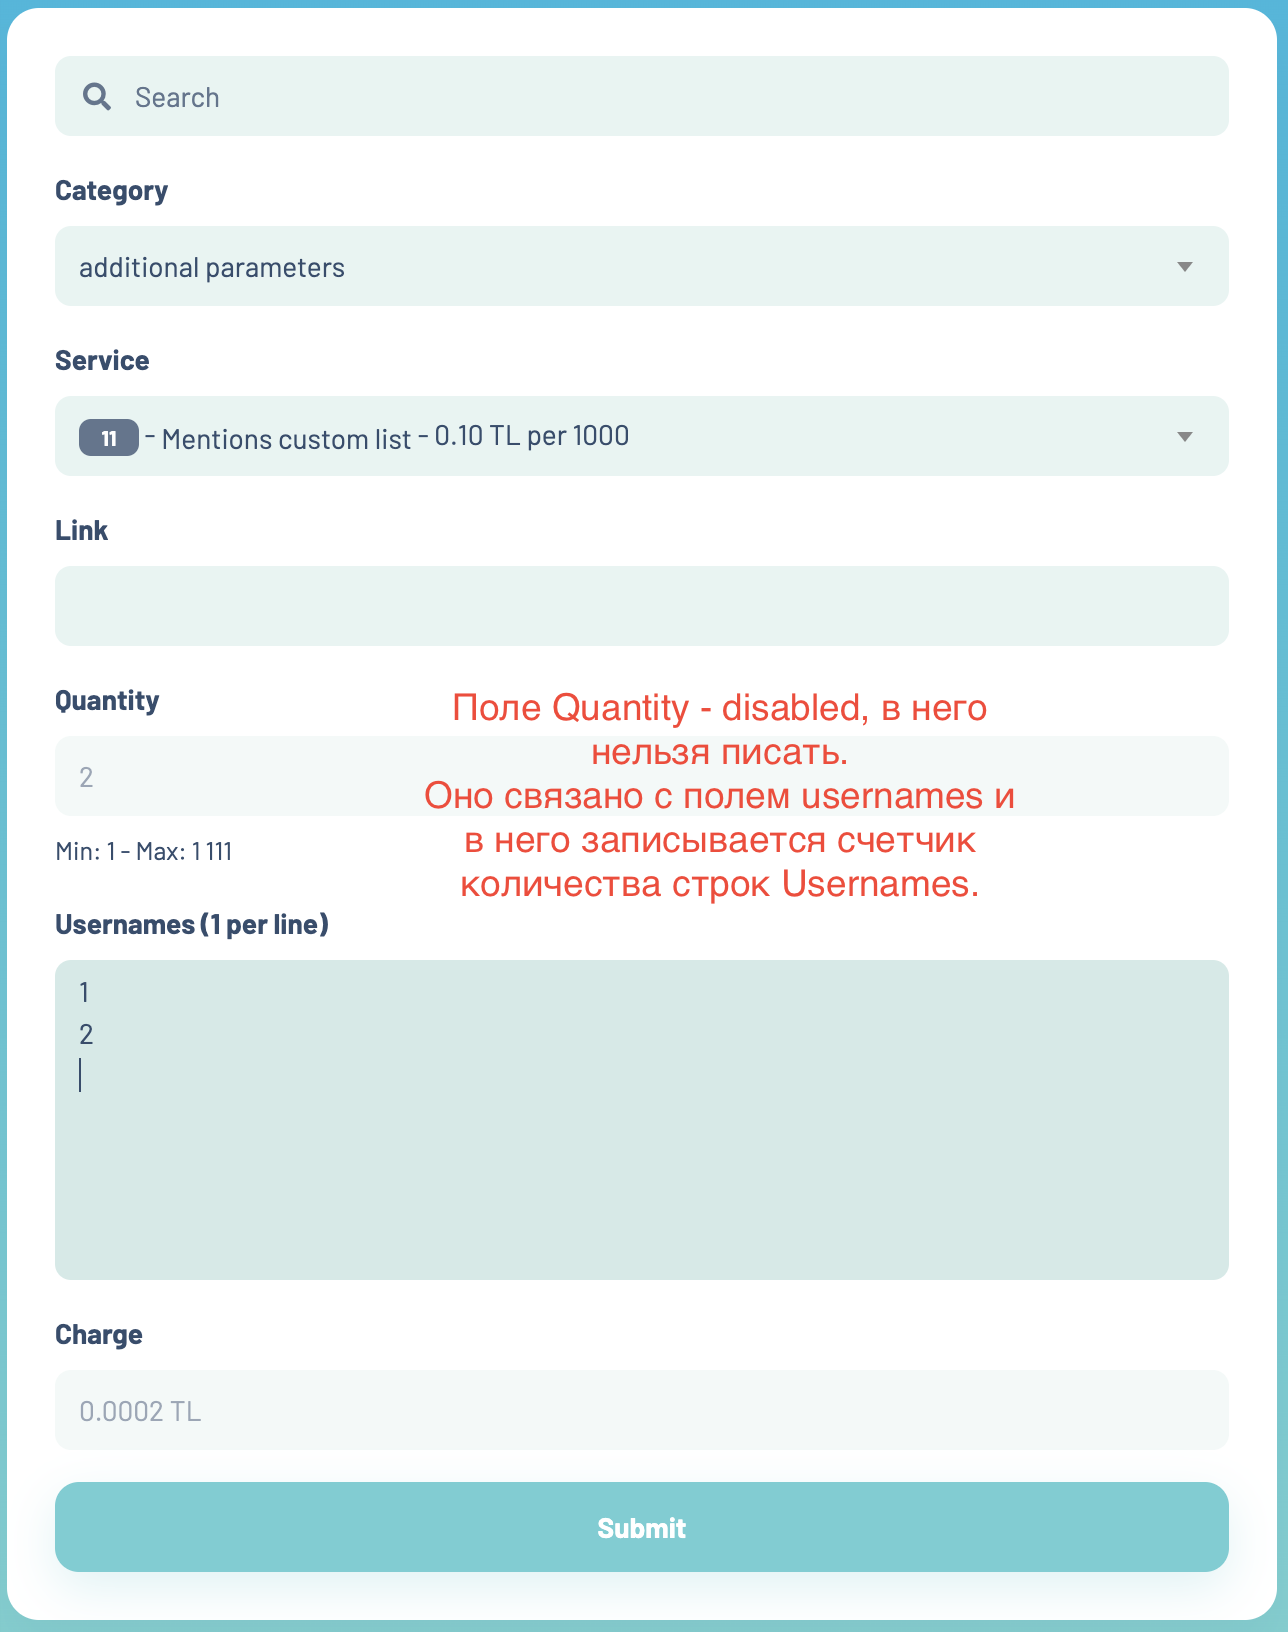 Search
Category
additional parameters
Service
11 - Mentions custom list - 0.10 TL per 1000
Link
Quantity
Поле Quantity - disabled, в него
нельзя писать.
2
Оно связано с полем usernames и
в него записывается счетчик
количества строк Usernames.
Min: 1 - Max: 1 111
Usernames (1 per line)
1
2
Charge
0.0002 TL
Submit